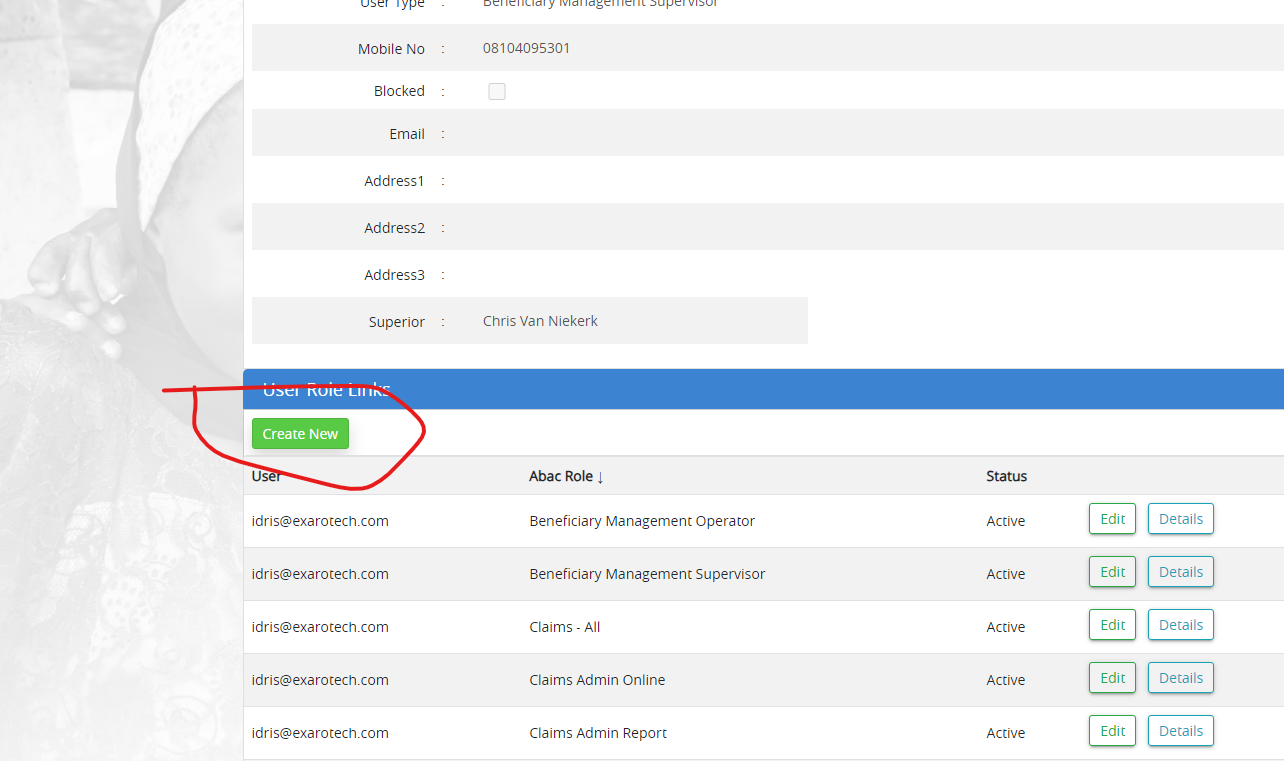 User Type : Beneficiary Management Supervisor
Mobile No : 08104095301
Blocked :
Email :
Address1 :
Address2 :
Address3 :
Superior : Chris Van Niekerk
User Role Links
Create New
User Abac Role ↓ Status
idris@exarotech.com Beneficiary Management Operator Active Edit Details
idris@exarotech.com Beneficiary Management Supervisor Active Edit Details
idris@exarotech.com Claims - All Active Edit Details
idris@exarotech.com Claims Admin Online Active Edit Details
idris@exarotech.com Claims Admin Report Active Edit Details